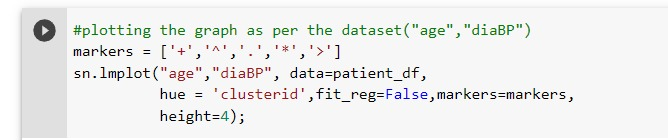 #plotting the graph as per the dataset("age","diaBP")
markers = ['+','^','.','*','>']
sn.lmplot("age","diaBP", data=patient_df,
hue = 'clusterid',fit_reg=False,markers=markers,
height=4);